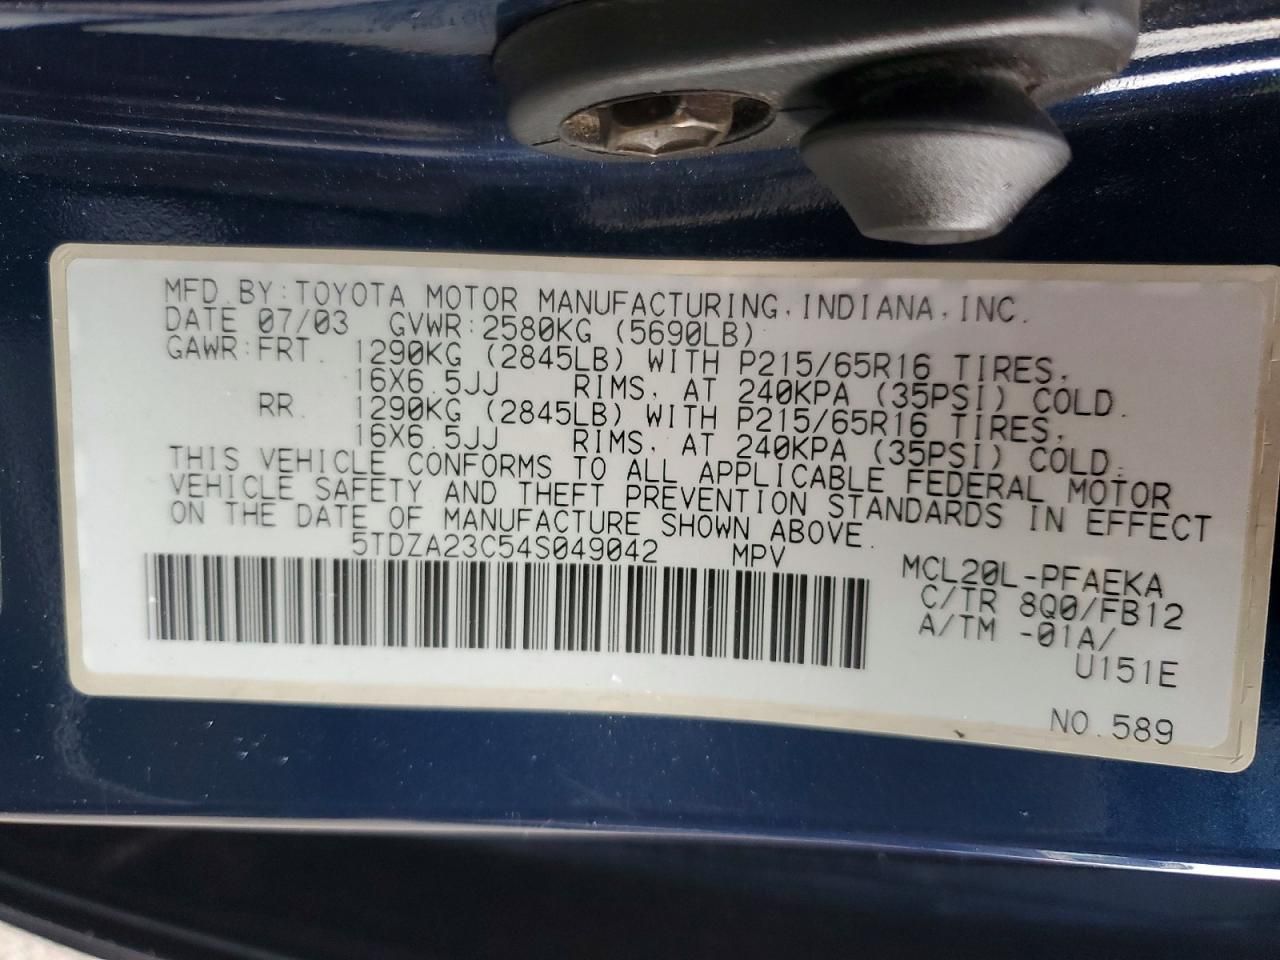 MFD.BY:TOYOTA MOTOR MANUFACTURING,INDIANA,INC.
DATE 07/03 GVWR:2580KG (5690LB)
GAWR:FRT. 1290KG (2845LB) WITH P215/65R16 TIRES,
16X6.5JJ RIMS, AT 240KPA (35PSI) COLD.
RR. 1290KG (2845LB) WITH P215/65R16 TIRES,
16X6.5JJ RIMS, AT 240KPA (35PSI) COLD.
THIS VEHICLE CONFORMS TO ALL APPLICABLE FEDERAL MOTOR
VEHICLE SAFETY AND THEFT PREVENTION STANDARDS IN EFFECT
ON THE DATE OF MANUFACTURE SHOWN ABOVE.
5TDZA23C54S049042 MPV
MCL20L-PFAEKA
C/TR 8Q0/FB12
A/TM -01A/
U151E
NO.589